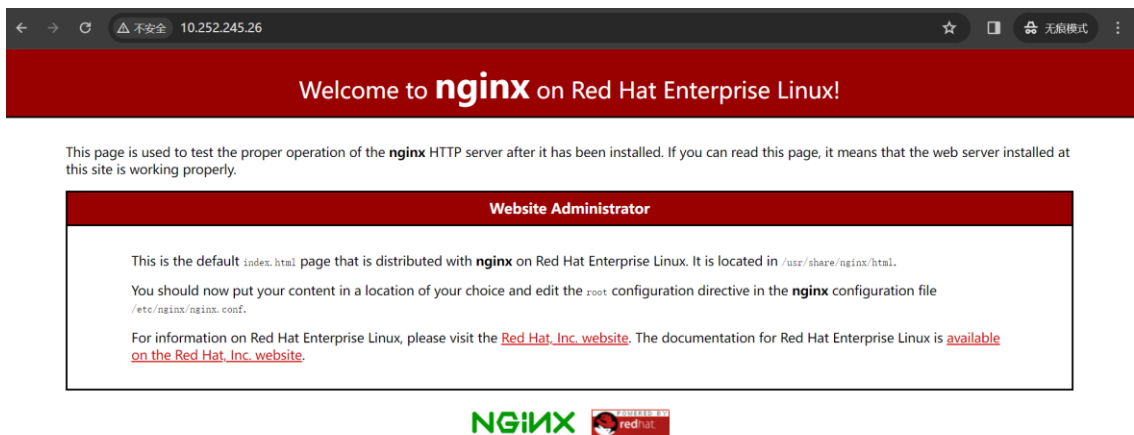 不安全 10.252.245.26 无痕模式
Welcome to nginx on Red Hat Enterprise Linux!
This page is used to test the proper operation of the nginx HTTP server after it has been installed. If you can read this page, it means that the web server installed at
this site is working properly.
Website Administrator
This is the default index.html page that is distributed with nginx on Red Hat Enterprise Linux. It is located in /usr/share/nginx/html.
You should now put your content in a location of your choice and edit the root configuration directive in the nginx configuration file
/etc/nginx/nginx.conf.
For information on Red Hat Enterprise Linux, please visit the Red Hat, Inc. website. The documentation for Red Hat Enterprise Linux is available
on the Red Hat, Inc. website.
NGiNX POWERED BY
redhat